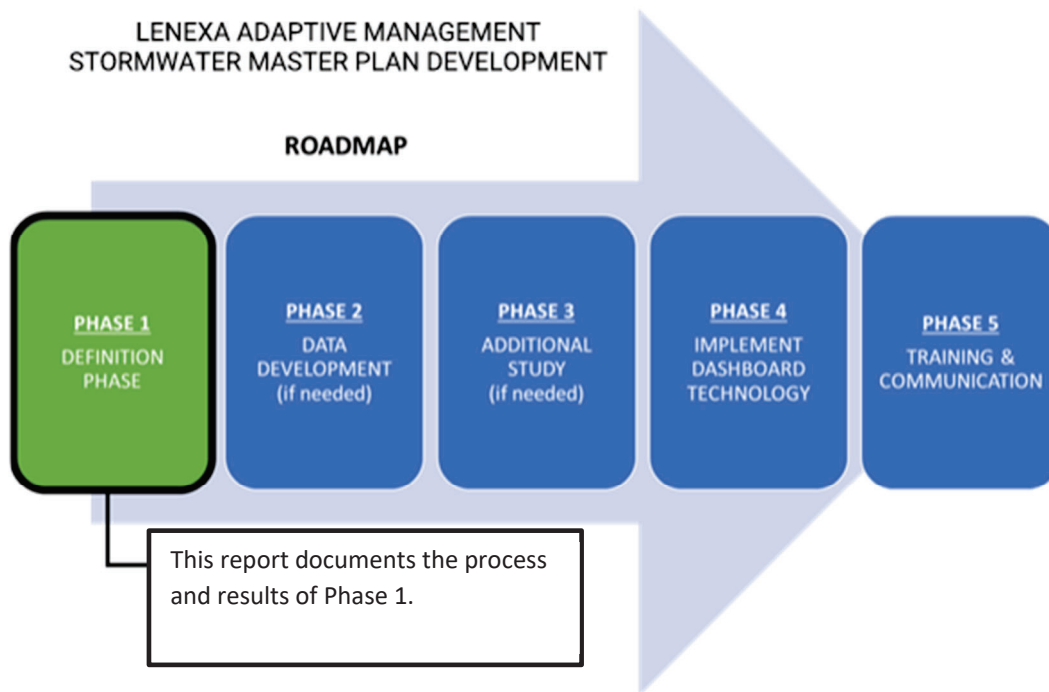 LENEXA ADAPTIVE MANAGEMENT
STORMWATER MASTER PLAN DEVELOPMENT
ROADMAP
PHASE 1
DEFINITION
PHASE
PHASE 2
DATA
DEVELOPMENT
(if needed)
PHASE 3
ADDITIONAL
STUDY
(if needed)
PHASE 4
IMPLEMENT
DASHBOARD
TECHNOLOGY
PHASE 5
TRAINING &
COMMUNICATION
This report documents the process
and results of Phase 1.